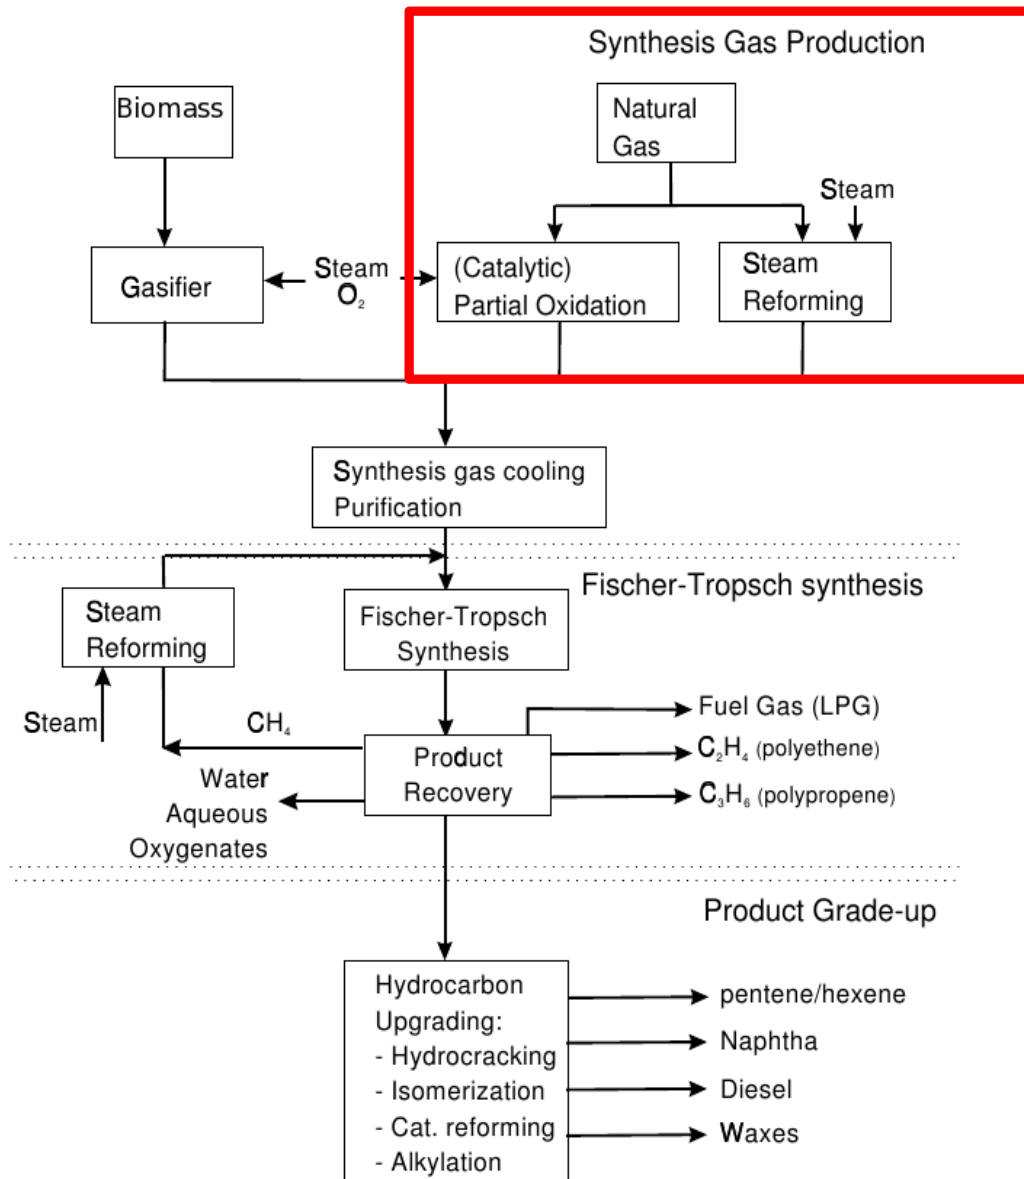 Synthesis Gas Production
Biomass
Natural
Gas
Steam
Gasifier
Steam
O₂
(Catalytic)
Partial Oxidation
Steam
Reforming
Synthesis gas cooling
Purification
Fischer-Tropsch synthesis
Steam
Reforming
Fischer-Tropsch
Synthesis
Steam
CH₄
Product
Recovery
Fuel Gas (LPG)
C₂H₄ (polyethene)
C₃H₆ (polypropene)
Water
Aqueous
Oxygenates
Product Grade-up
Hydrocarbon
Upgrading:
- Hydrocracking
- Isomerization
- Cat. reforming
- Alkylation
pentene/hexene
Naphtha
Diesel
Waxes